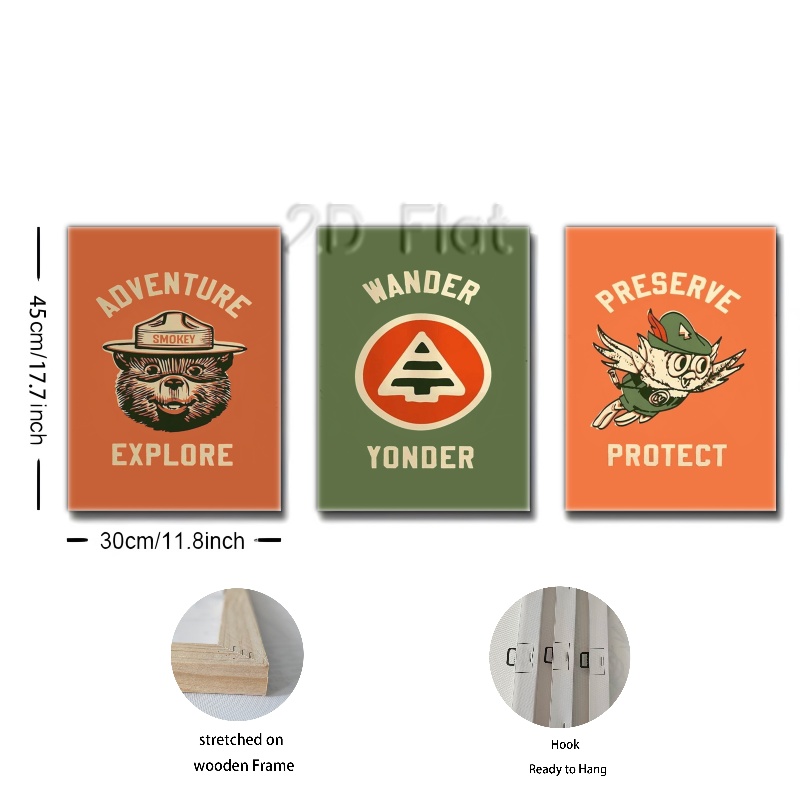 2D Flat
ADVENTURE
SMOKEY
EXPLORE
WANDER
YONDER
PRESERVE
PROTECT
45cm/17.7inch
30cm/11.8inch
stretched on
wooden Frame
Hook
Ready to Hang